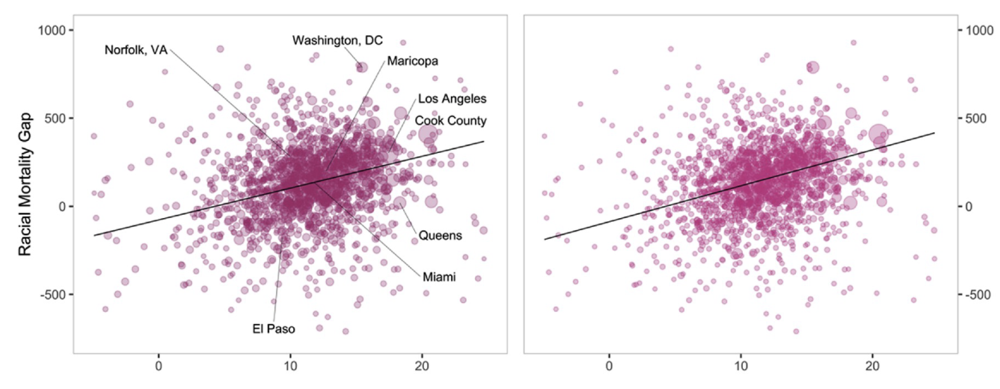 1000
Washington, DC
1000
Norfolk, VA
Maricopa
Los Angeles
500
Cook County
500
Racial Mortality Gap
0
0
Queens
Miami
-500
-500
El Paso
0
10
20
0
10
20